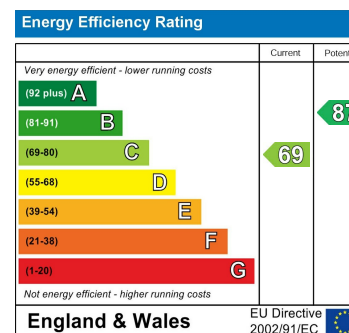 Energy Efficiency Rating
Current
Very energy efficient - lower running costs
(92 plus) A
(81-91) B
87
(69-80) C
69
(55-68) D
(39-54) E
(21-38) F
(1-20) G
Not energy efficient - higher running costs
England & Wales
EU Directive
2002/91/EC